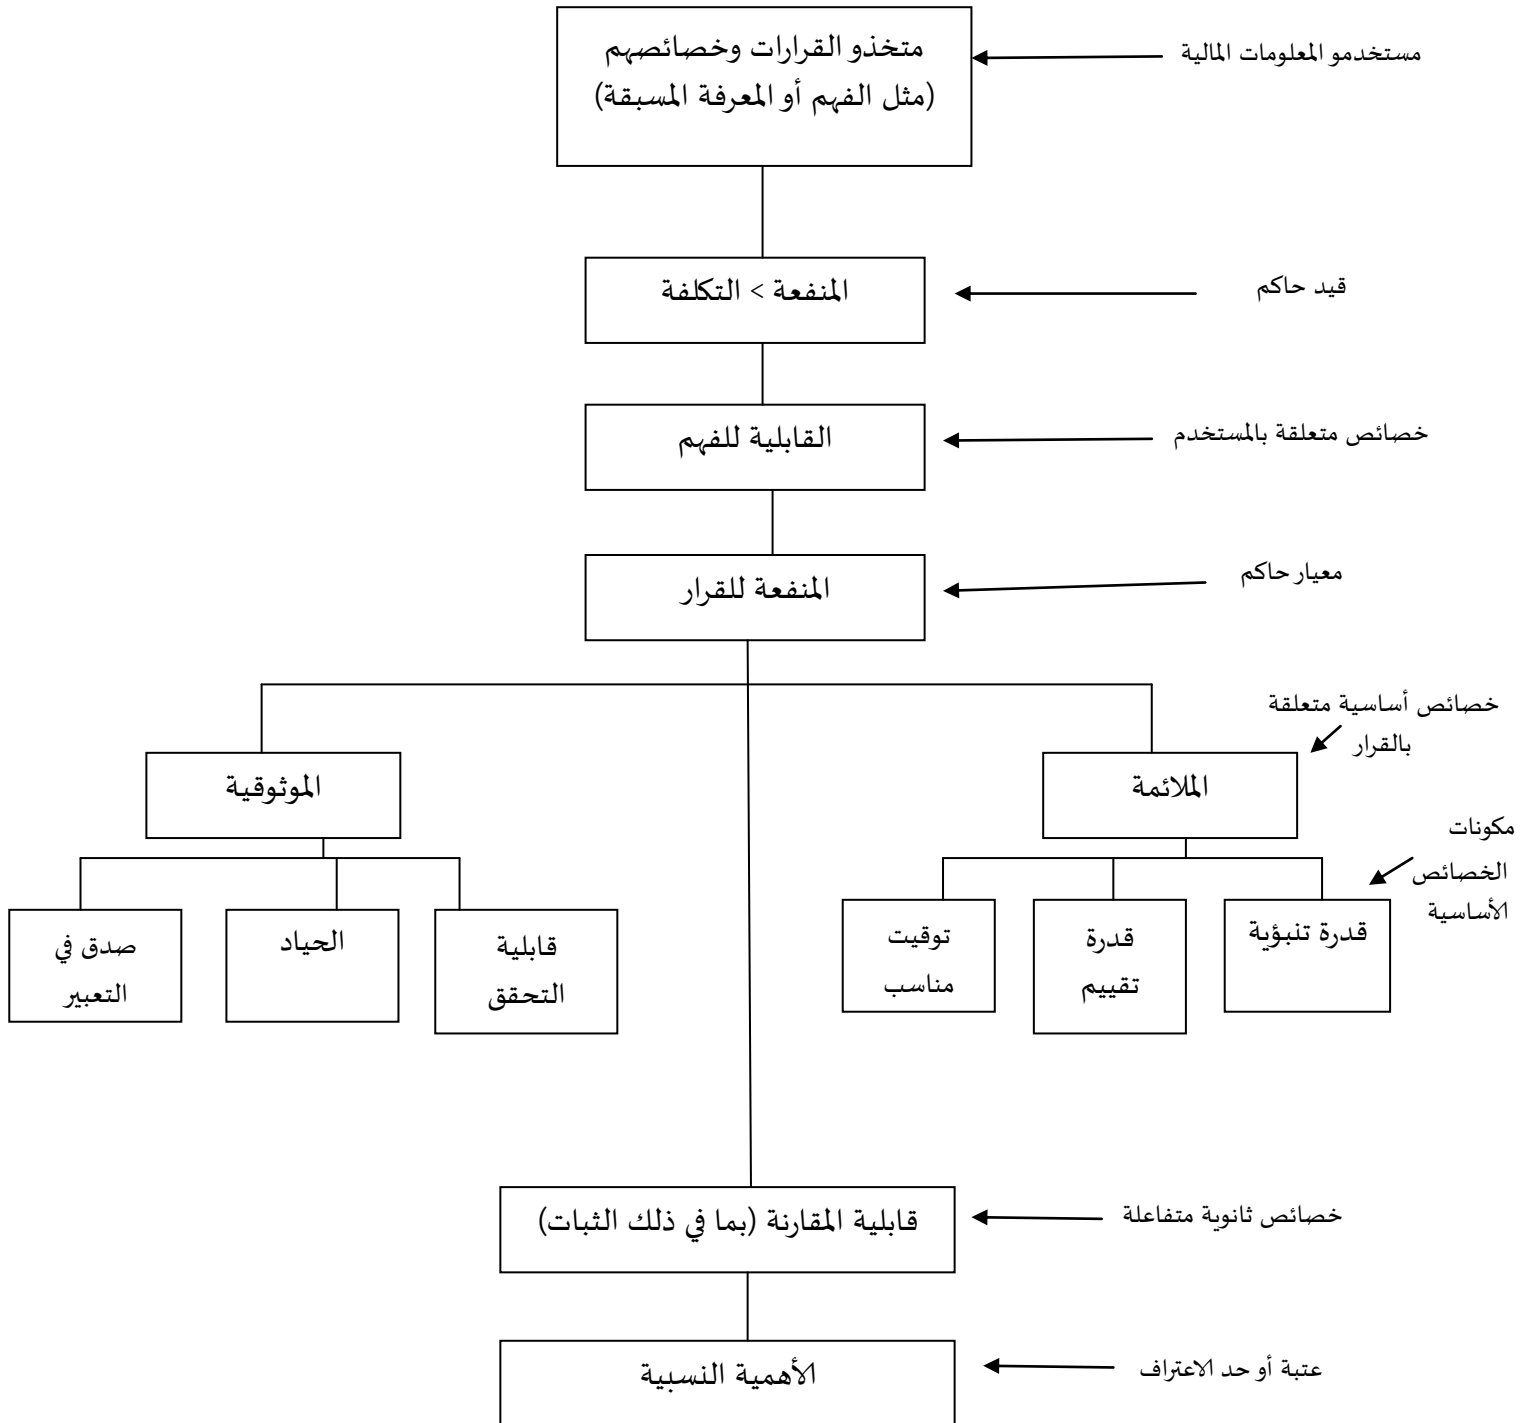 متخذو القرارات وخصائصهم
(مثل الفهم أو المعرفة المسبقة)
مستخدمو المعلومات المالية
المنفعة > التكلفة
قيد حاكم
القابلية للفهم
خصائص متعلقة بالمستخدم
المنفعة للقرار
معيار حاكم
خصائص أساسية متعلقة
بالقرار
الملائمة
الموثوقية
مكونات
الخصائص
الأساسية
قدرة تنبؤية
قدرة
تقييم
توقيت
مناسب
قابلية
التحقق
الحياد
صدق في
التعبير
قابلية المقارنة (بما في ذلك الثبات)
خصائص ثانوية متفاعلة
الأهمية النسبية
عتبة أو حد الاعتراف